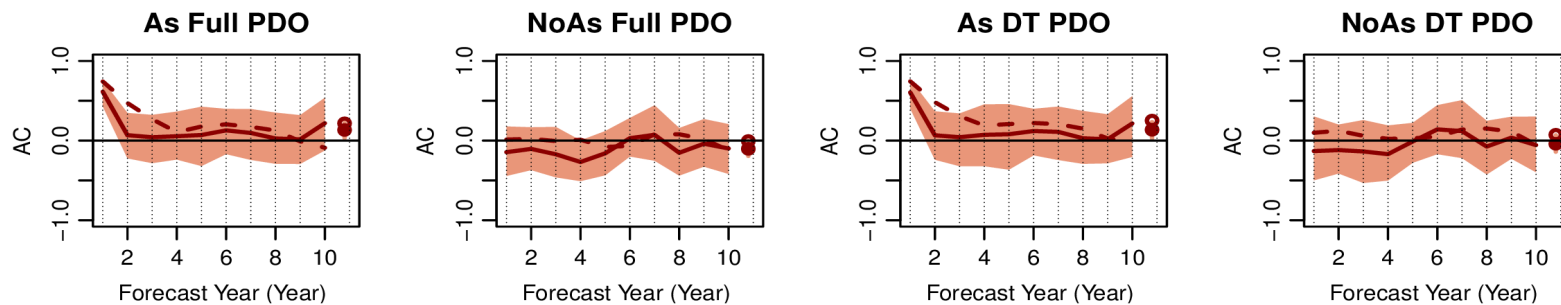 As Full PDO
1.0
0.0
-1.0
AC
2 4 6 8 10
Forecast Year (Year)
NoAs Full PDO
1.0
0.0
-1.0
AC
2 4 6 8 10
Forecast Year (Year)
As DT PDO
1.0
0.0
-1.0
AC
2 4 6 8 10
Forecast Year (Year)
NoAs DT PDO
1.0
0.0
-1.0
AC
2 4 6 8 10
Forecast Year (Year)